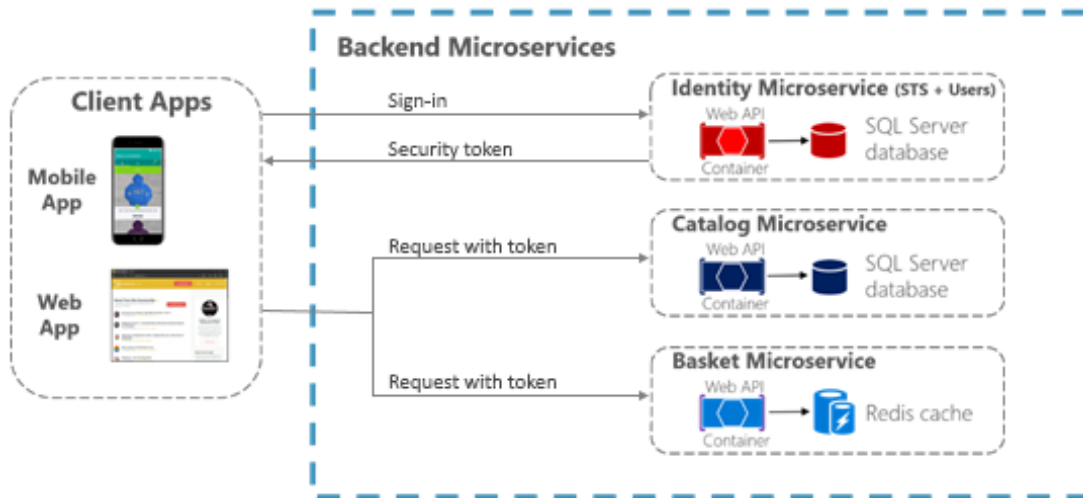 Backend Microservices
Client Apps
Mobile
App
Web
App
Sign-in
Security token
Request with token
Request with token
Identity Microservice (STS + Users)
Web API
Container
SQL Server
database
Catalog Microservice
Web API
Container
SQL Server
database
Basket Microservice
Web API
Container
Redis cache